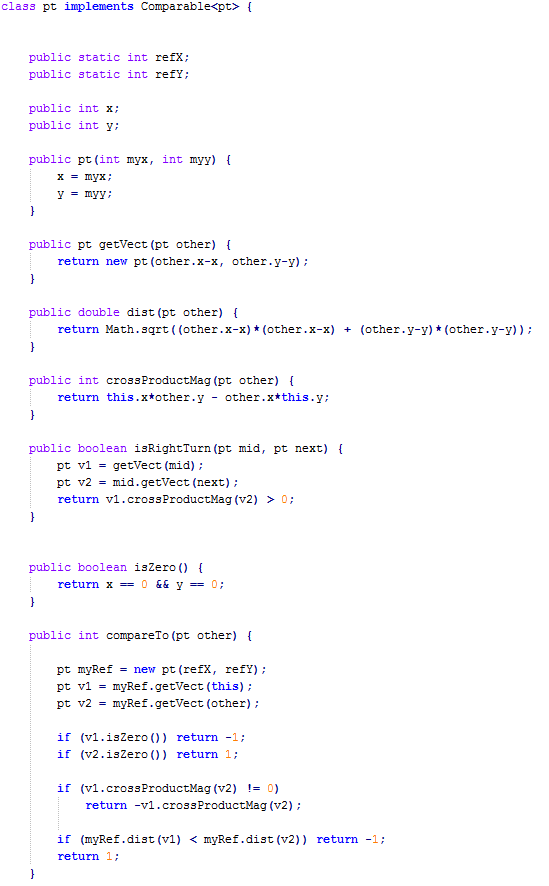 class pt implements Comparable<pt> {
public static int refX;
public static int refY;
public int x;
public int y;
public pt(int myx, int myy) {
x = myx;
y = myy;
}
public pt getVect(pt other) {
return new pt(other.x-x, other.y-y);
}
public double dist(pt other) {
return Math.sqrt((other.x-x)*(other.x-x) + (other.y-y)*(other.y-y));
}
public int crossProductMag(pt other) {
return this.x*other.y - other.x*this.y;
}
public boolean isRightTurn(pt mid, pt next) {
pt v1 = getVect(mid);
pt v2 = mid.getVect(next);
return v1.crossProductMag(v2) > 0;
}
public boolean isZero() {
return x == 0 && y == 0;
}
public int compareTo(pt other) {
pt myRef = new pt(refX, refY);
pt v1 = myRef.getVect(this);
pt v2 = myRef.getVect(other);
if (v1.isZero()) return -1;
if (v2.isZero()) return 1;
if (v1.crossProductMag(v2) != 0)
return -v1.crossProductMag(v2);
if (myRef.dist(v1) < myRef.dist(v2)) return -1;
return 1;
}